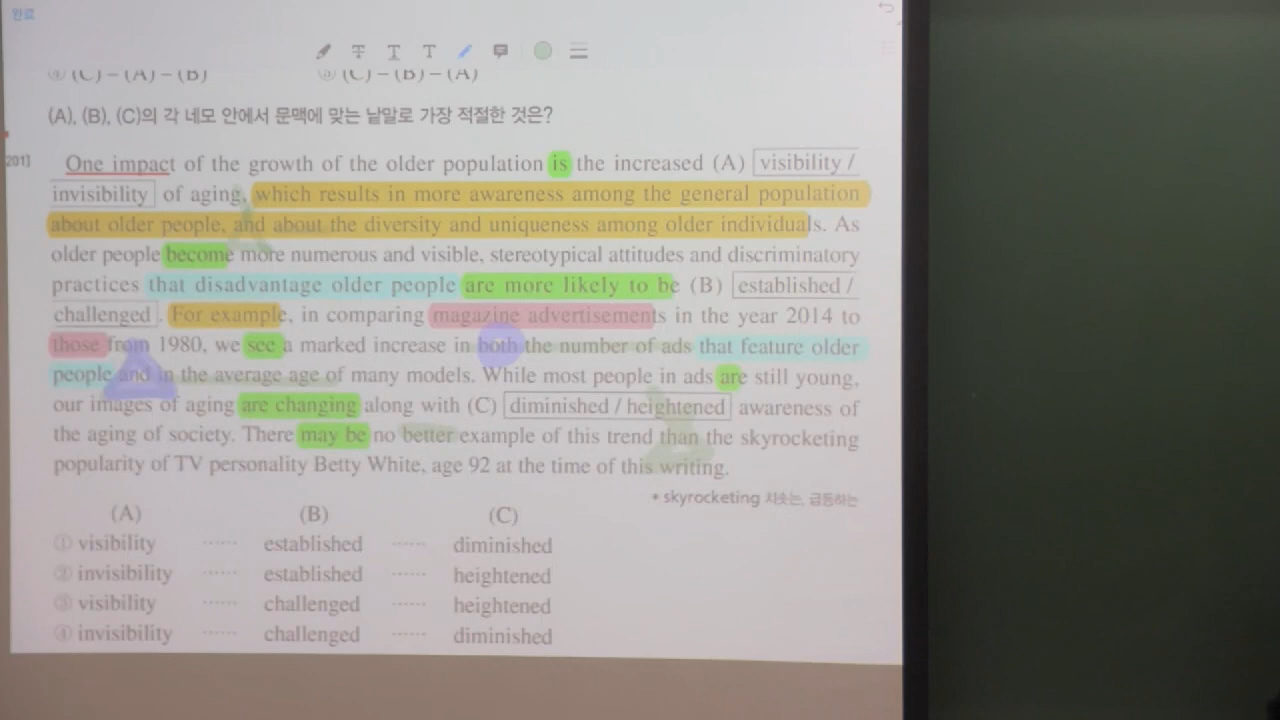 완료
T T T
(C) – (A) – (B) (C) – (B) – (A)
(A), (B), (C)의 각 네모 안에서 문맥에 맞는 낱말로 가장 적절한 것은?
201]
One impact of the growth of the older population is the increased (A) visibility /
invisibility of aging, which results in more awareness among the general population
about older people, and about the diversity and uniqueness among older individuals. As
older people become more numerous and visible, stereotypical attitudes and discriminatory
practices that disadvantage older people are more likely to be (B) established /
challenged . For example, in comparing magazine advertisements in the year 2014 to
those from 1980, we see a marked increase in both the number of ads that feature older
people and in the average age of many models. While most people in ads are still young,
our images of aging are changing along with (C) diminished / heightened awareness of
the aging of society. There may be no better example of this trend than the skyrocketing
popularity of TV personality Betty White, age 92 at the time of this writing.
* skyrocketing 치솟는, 급등하는
(A) (B) (C)
① visibility ...... established ...... diminished
② invisibility ...... established ...... heightened
③ visibility ...... challenged ...... heightened
④ invisibility ...... challenged ...... diminished